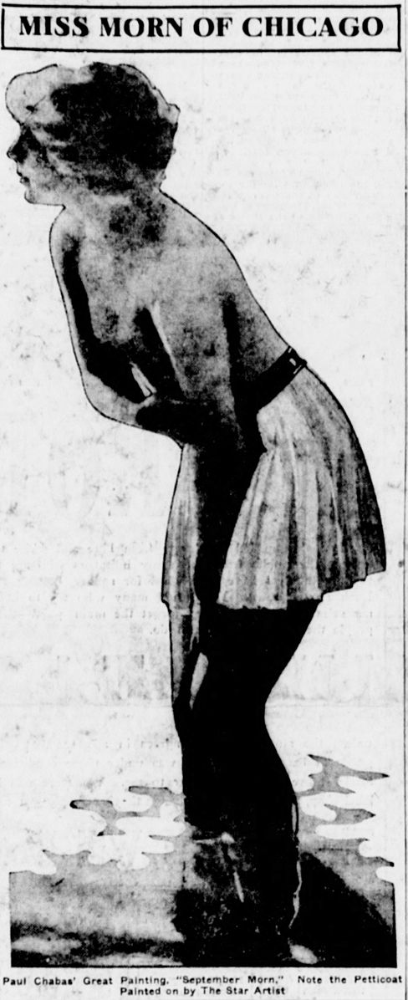 MISS MORN OF CHICAGO
Paul Chabas' Great Painting, "September Morn." Note the Petticoat
Painted on by The Star Artist